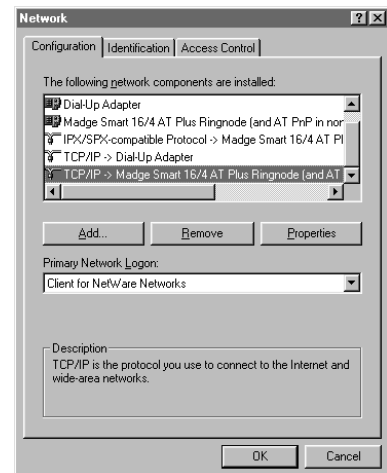 Network
Configuration Identification Access Control
The following network components are installed:
Dial-Up Adapter
Madge Smart 16/4 AT Plus Ringnode (and AT PnP in nor
IPX/SPX-compatible Protocol -> Madge Smart 16/4 AT Pl
TCP/IP -> Dial-Up Adapter
TCP/IP -> Madge Smart 16/4 AT Plus Ringnode (and AT
Add... Remove Properties
Primary Network Logon:
Client for NetWare Networks
Description
TCP/IP is the protocol you use to connect to the Internet and
wide-area networks.
OK Cancel